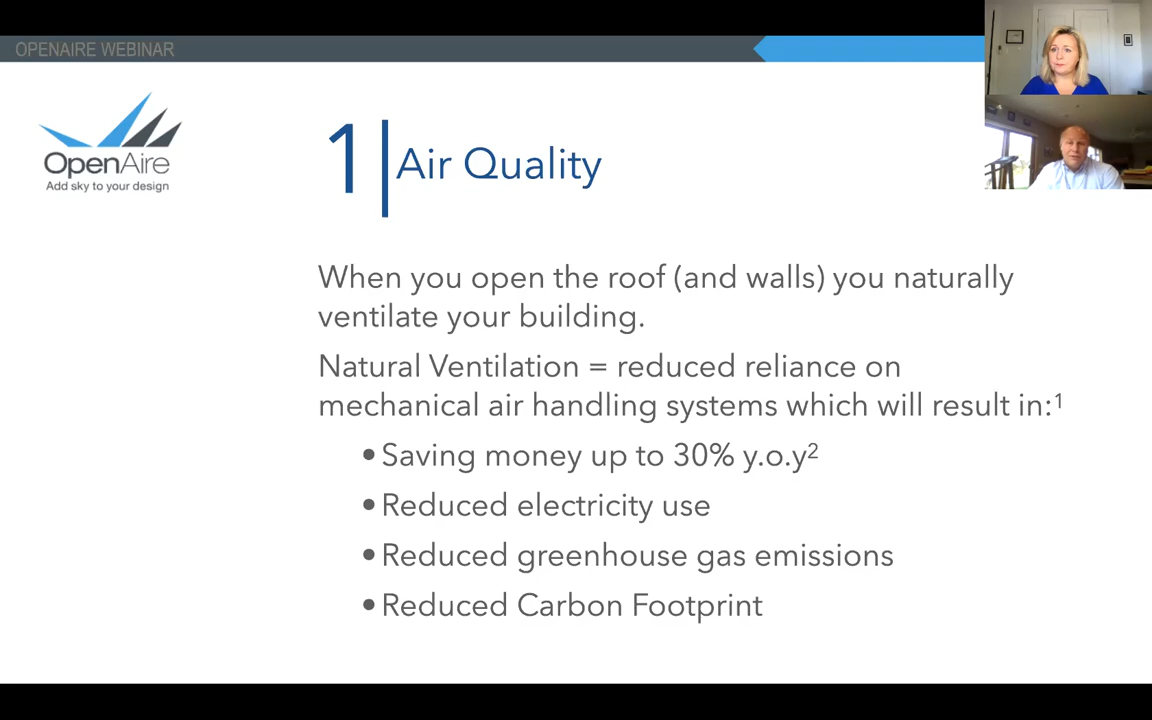 OPENAIRE WEBINAR
OpenAire
Add sky to your design
1 Air Quality
When you open the roof (and walls) you naturally
ventilate your building.
Natural Ventilation = reduced reliance on
mechanical air handling systems which will result in:¹
•Saving money up to 30% y.o.y²
•Reduced electricity use
•Reduced greenhouse gas emissions
•Reduced Carbon Footprint